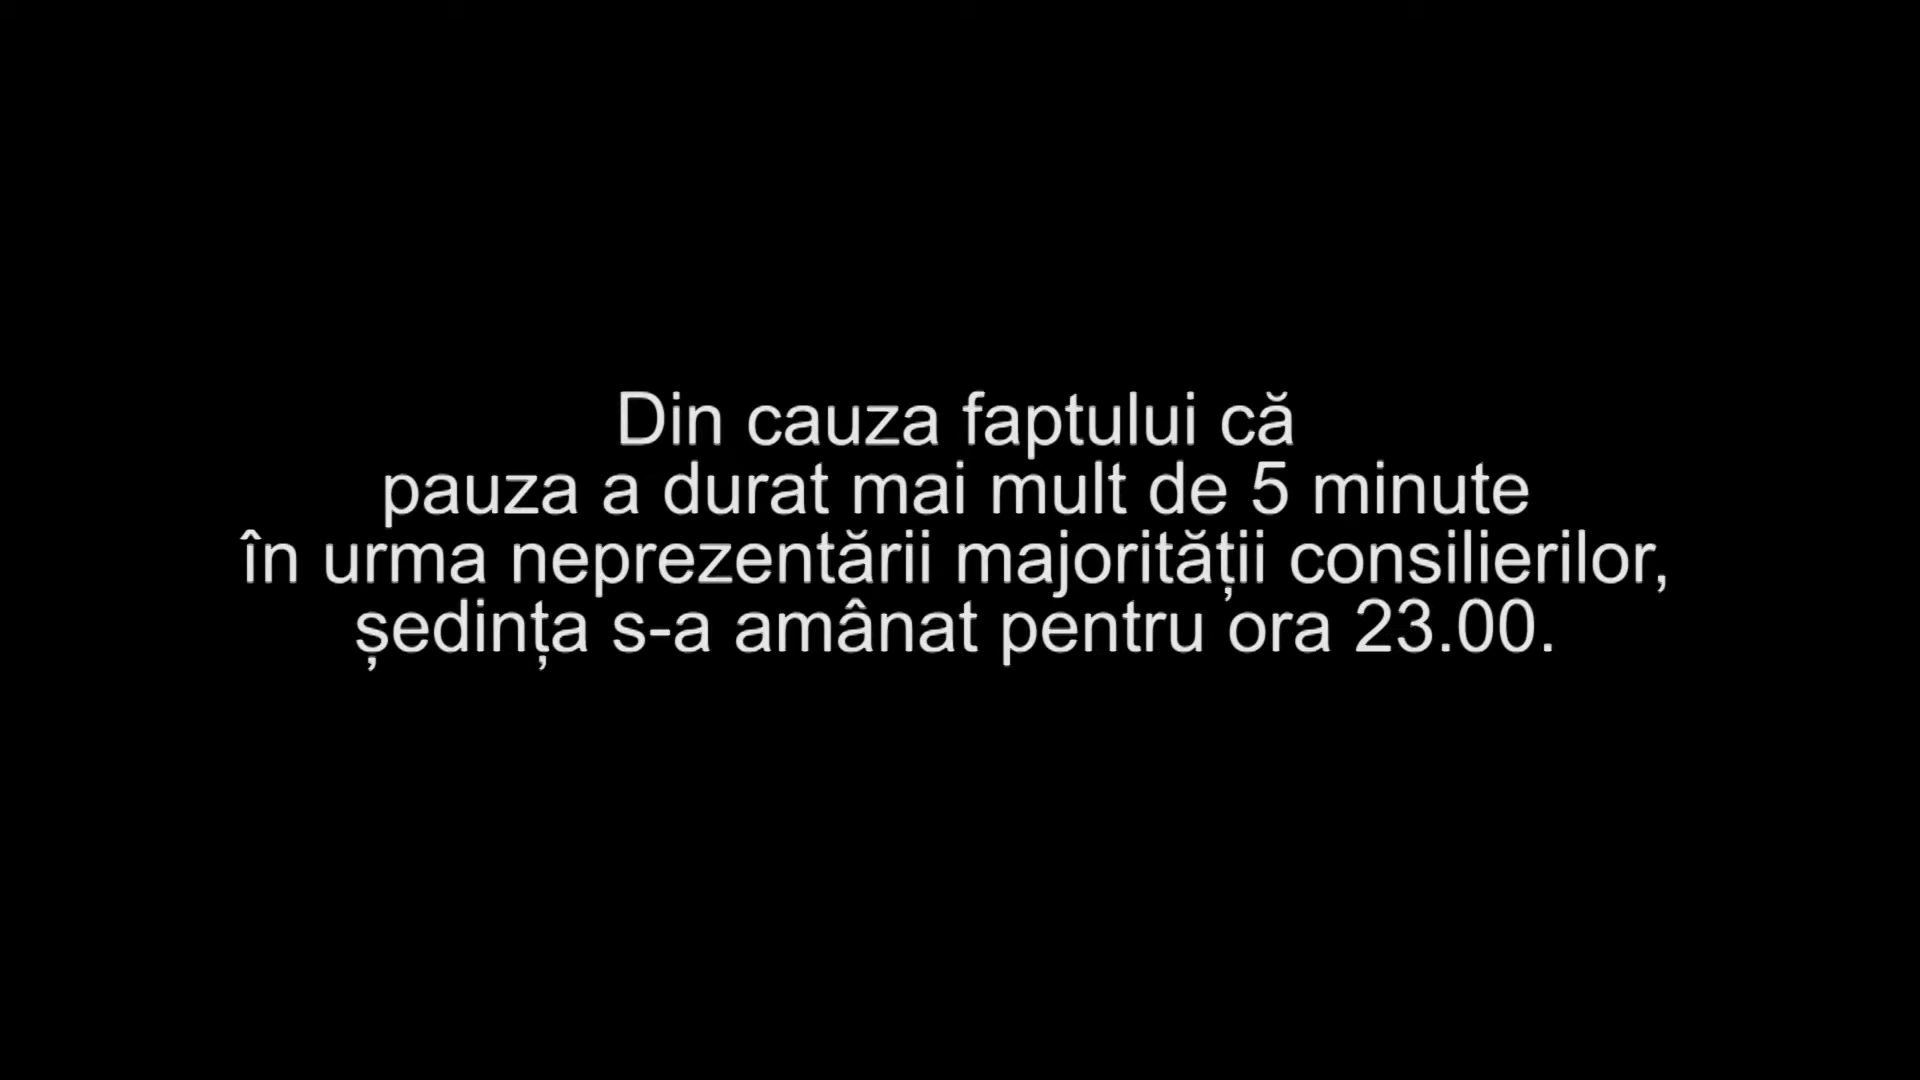 Din cauza faptului că
pauza a durat mai mult de 5 minute
în urma neprezentării majorității consilierilor,
ședința s-a amânat pentru ora 23.00.